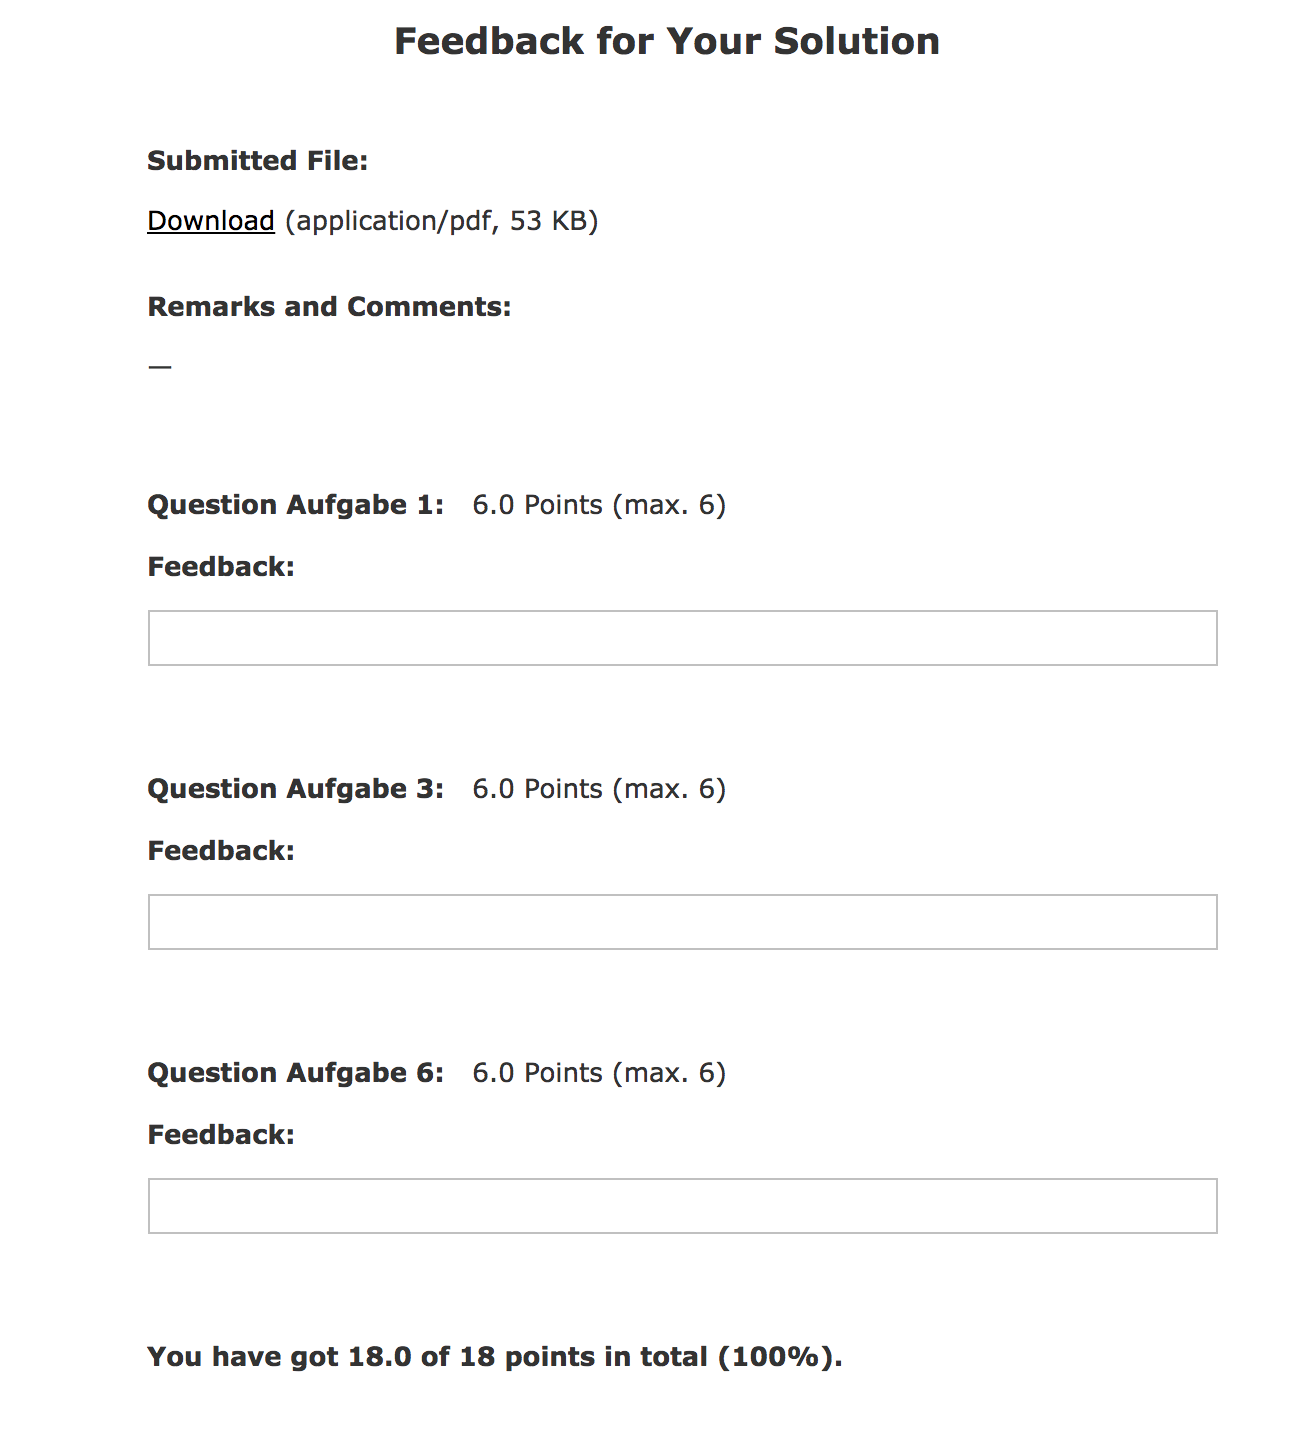 Feedback for Your Solution
Submitted File:
Download (application/pdf, 53 KB)
Remarks and Comments:
—
Question Aufgabe 1: 6.0 Points (max. 6)
Feedback:
Question Aufgabe 3: 6.0 Points (max. 6)
Feedback:
Question Aufgabe 6: 6.0 Points (max. 6)
Feedback:
You have got 18.0 of 18 points in total (100%).